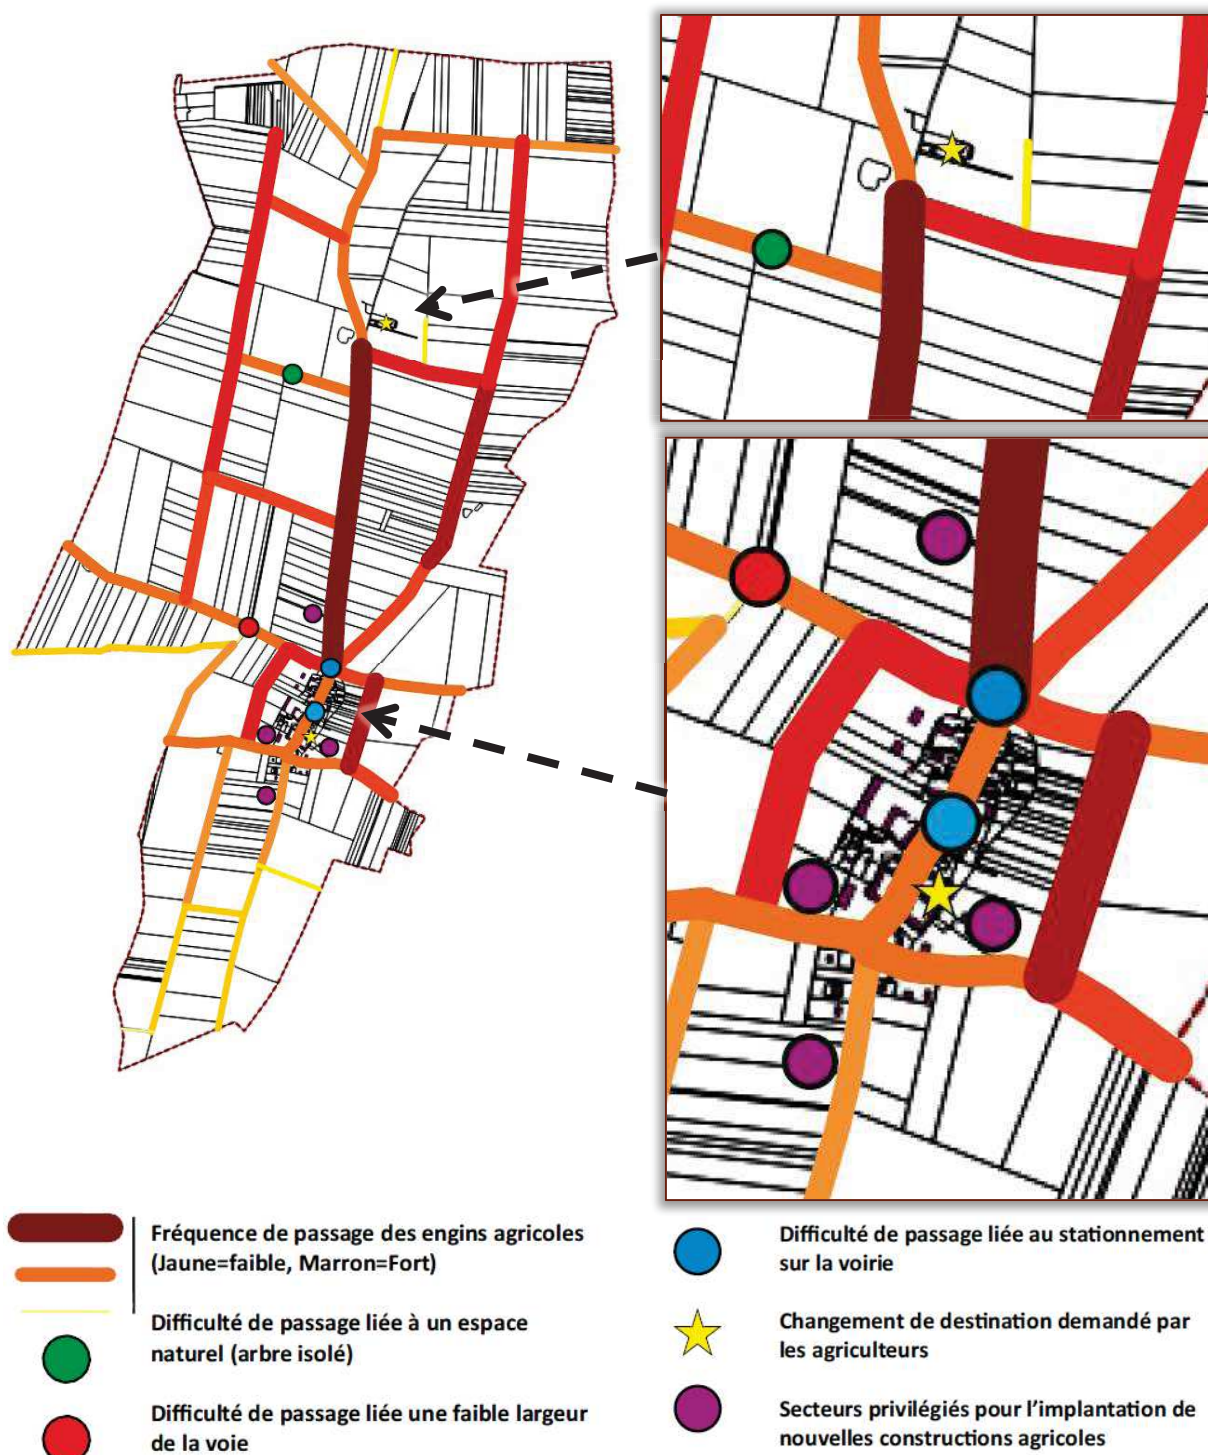 Fréquence de passage des engins agricoles
(Jaune=faible, Marron=Fort)
Difficulté de passage liée à un espace
naturel (arbre isolé)
Difficulté de passage liée une faible largeur
de la voie
Difficulté de passage liée au stationnement
sur la voirie
Changement de destination demandé par
les agriculteurs
Secteurs privilégiés pour l’implantation de
nouvelles constructions agricoles